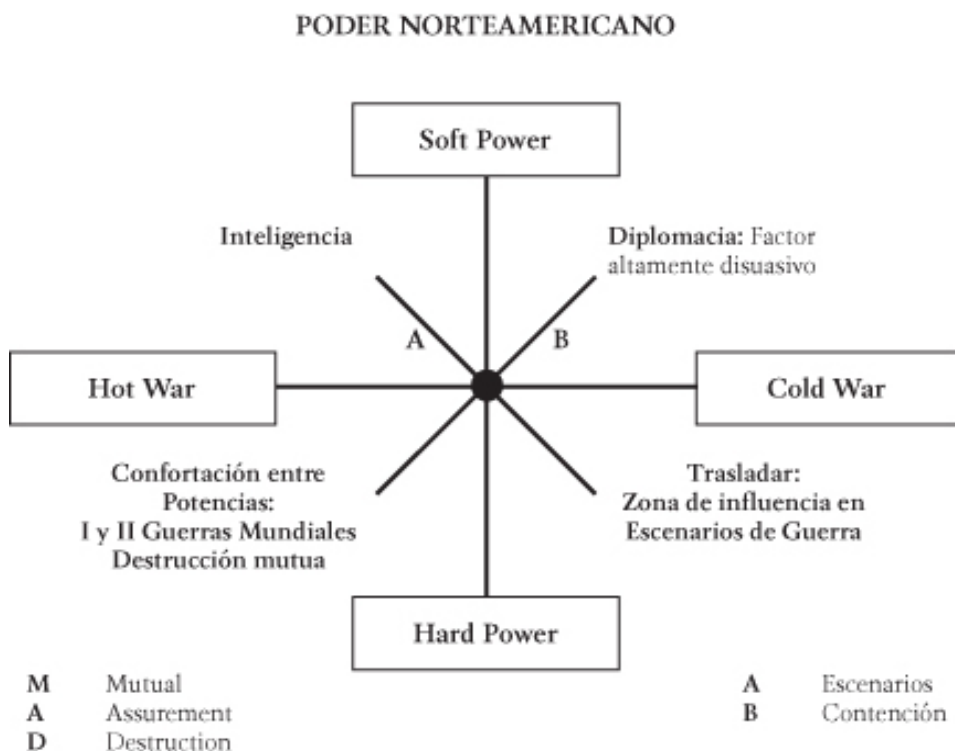 PODER NORTEAMERICANO
Soft Power
Inteligencia
Diplomacia: Factor
altamente disuasivo
A
B
Hot War
Cold War
Confortación entre
Potencias:
I y II Guerras Mundiales
Destrucción mutua
Trasladar:
Zona de influencia en
Escenarios de Guerra
Hard Power
M Mutual
A Assurement
D Destruction
A Escenarios
B Contención